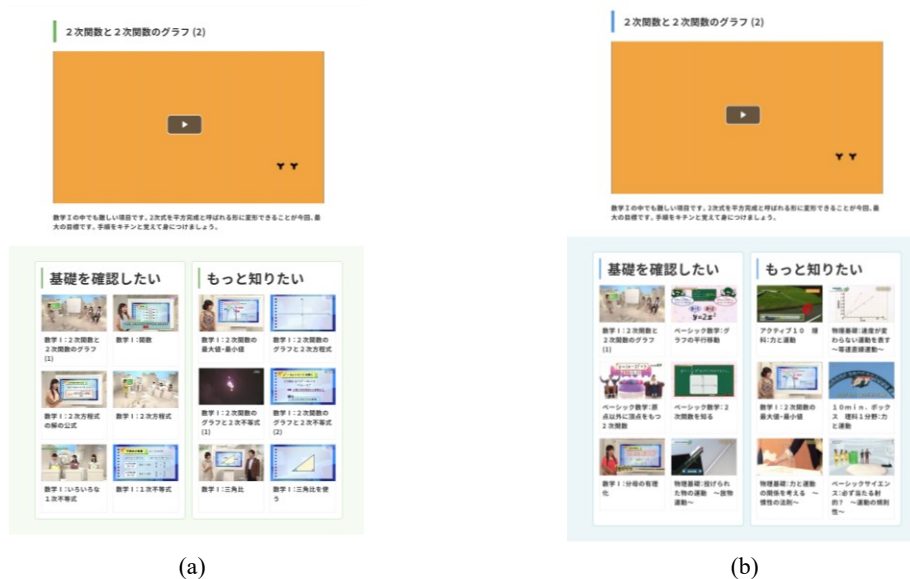 ２次関数と２次関数のグラフ (2)
数学Ⅰの中でも難しい項目です。2次式を平方完成と呼ばれる形に変形できることが今回、最
大の目標です。手順をキチンと覚えて身につけましょう。
基礎を確認したい
数学Ⅰ：２次関数と
２次関数のグラフ
(1)
数学Ⅰ：関数
数学Ⅰ：２次方程式
の解の公式
数学Ⅰ：２次方程式
数学Ⅰ：いろいろな
１次不等式
数学Ⅰ：１次不等式
もっと知りたい
数学Ⅰ：２次関数の
最大値・最小値
数学Ⅰ：２次関数の
グラフと２次方程式
数学Ⅰ：２次関数の
グラフと２次不等式
(1)
数学Ⅰ：２次関数の
グラフと２次不等式
(2)
数学Ⅰ：三角比
数学Ⅰ：三角比を使
う
(a)
２次関数と２次関数のグラフ (2)
数学Ⅰの中でも難しい項目です。2次式を平方完成と呼ばれる形に変形できることが今回、最
大の目標です。手順をキチンと覚えて身につけましょう。
基礎を確認したい
数学Ⅰ：２次関数と
２次関数のグラフ
(1)
y=2x²
ベーシック数学：グ
ラフの平行移動
ベーシック数学：原
点以外に頂点をもつ
２次関数
ベーシック数学：２
次関数を知る
数学Ⅰ：分母の有理
化
物理基礎：投げられ
た物の運動　～放物
運動～
もっと知りたい
アクティブ１０　理
科：力と運動
物理基礎：速度が変
わらない運動を表す
～等速直線運動～
数学Ⅰ：２次関数の
最大値・最小値
１０ｍｉｎ．ボック
ス　理科１分野：力
と運動
物理基礎：力と運動
の関係を考える　～
慣性の法則～
ベーシックサイエン
ス：必ず当たる射
的？　～運動の規則
性～
(b)